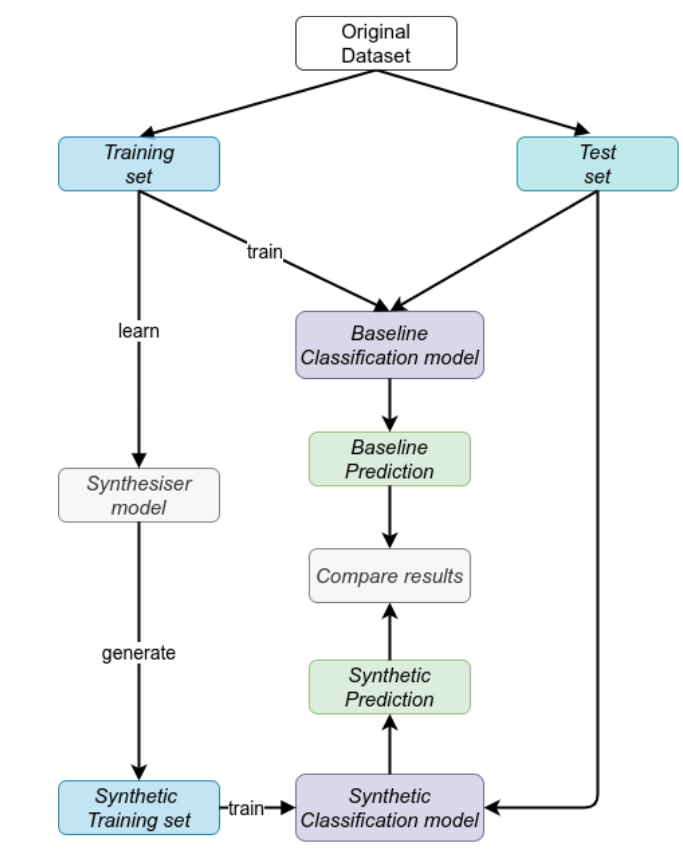 Original
Dataset
Training
set
Test
set
train
learn
Baseline
Classification model
Baseline
Prediction
Synthesiser
model
Compare results
generate
Synthetic
Prediction
Synthetic
Training set
train
Synthetic
Classification model